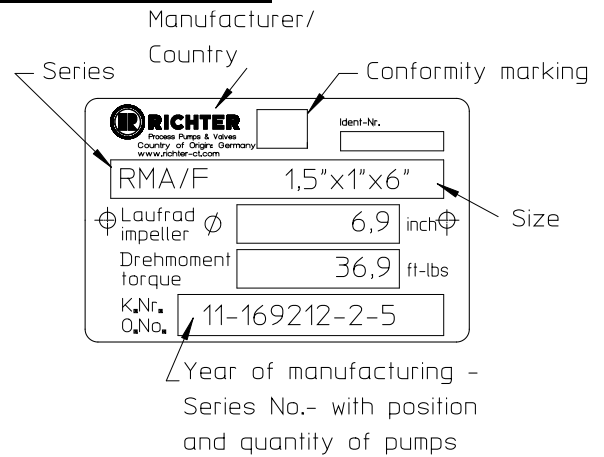 Manufacturer/
Country
Series
Conformity marking
RICHTER
Process Pumps & Valves
Country of Origin: Germany
www.richter-ct.com
Ident-Nr.
RMA/F 1,5"x1"x6"
Size
Laufrad Ø 6,9 inch
impeller
Drehmoment 36,9 ft-lbs
torque
K.Nr. 11-169212-2-5
O.No.
Year of manufacturing -
Series No.- with position
and quantity of pumps